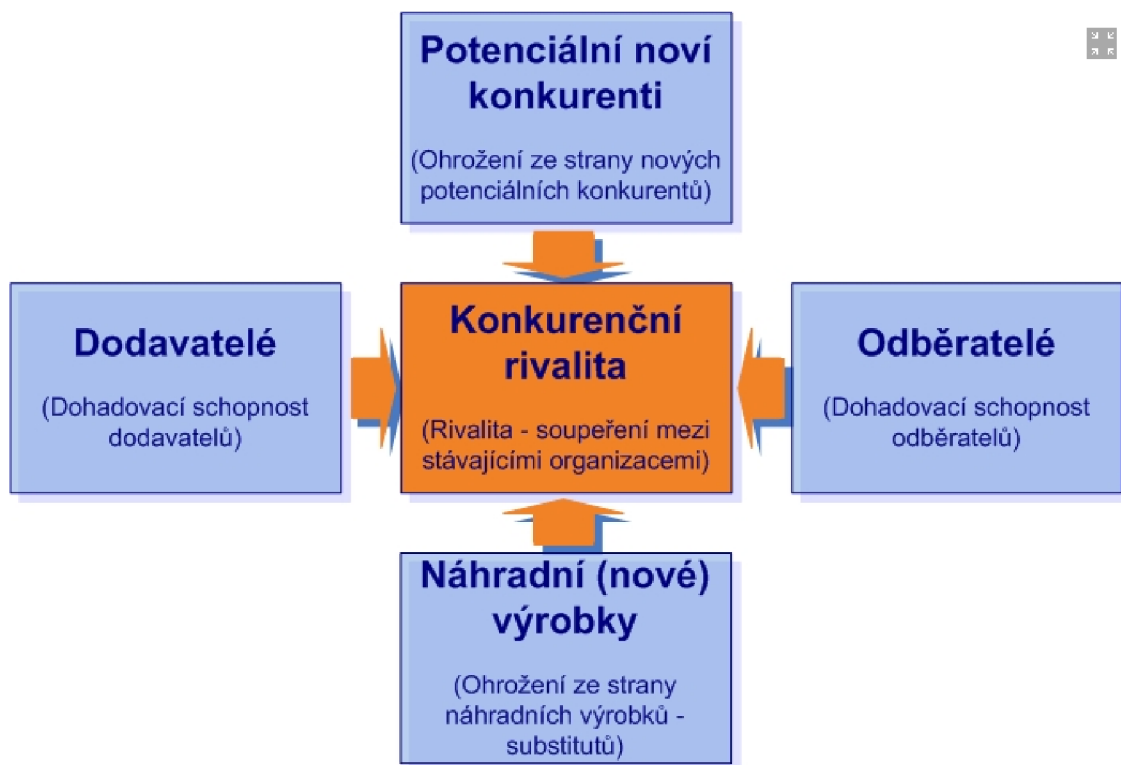 Potenciální noví
konkurenti
(Ohrožení ze strany nových
potenciálních konkurentů)
Dodavatelé
(Dohadovací schopnost
dodavatelů)
Konkurenční
rivalita
(Rivalita - soupeření mezi
stávajícími organizacemi)
Odběratelé
(Dohadovací schopnost
odběratelů)
Náhradní (nové)
výrobky
(Ohrožení ze strany
náhradních výrobků -
substitutů)